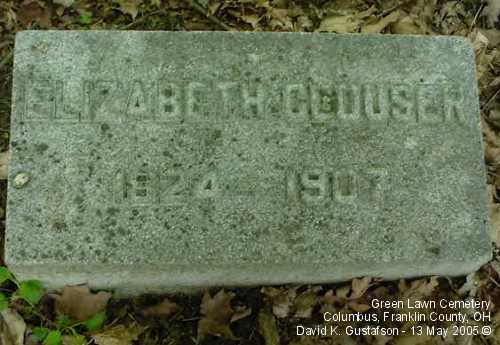 ELIZABETH CLOUSER
1824 – 1907
Green Lawn Cemetery
Columbus, Franklin County, OH
David K. Gustafson - 13 May 2005 ©